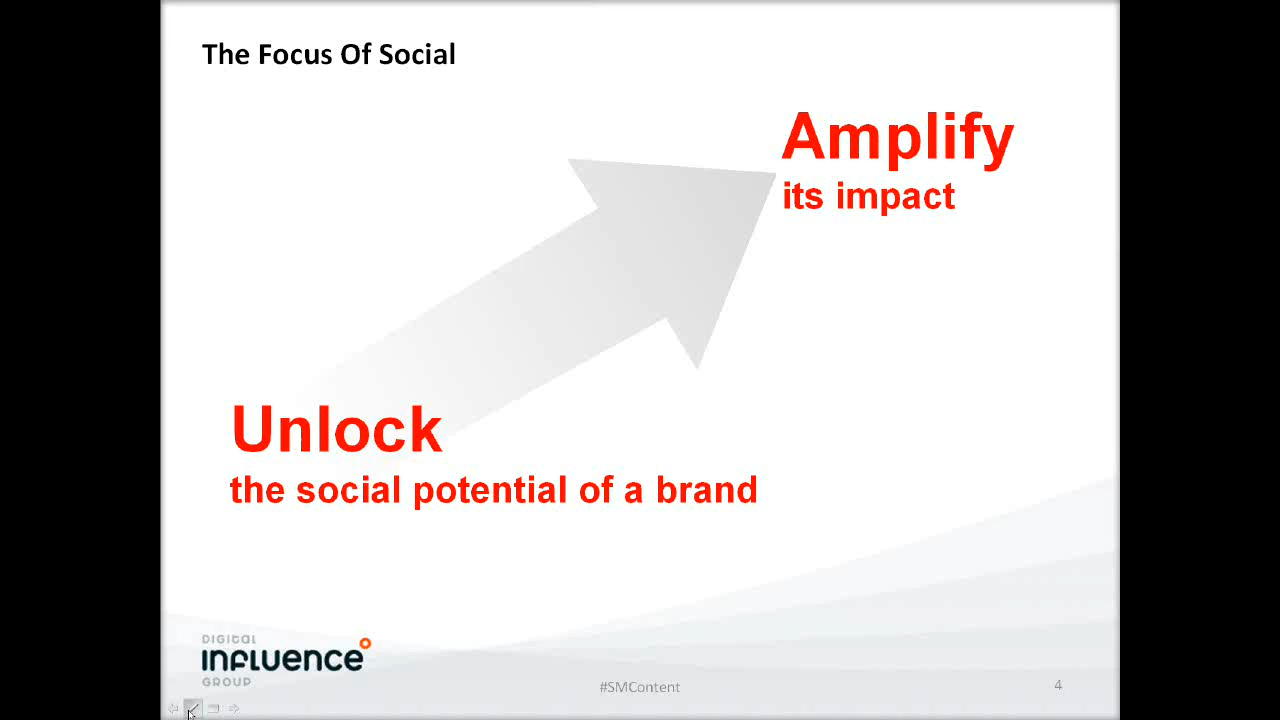 The Focus Of Social
Amplify
its impact
Unlock
the social potential of a brand
DIGITAL
INFLUENCE
GROUP
#SMContent
4